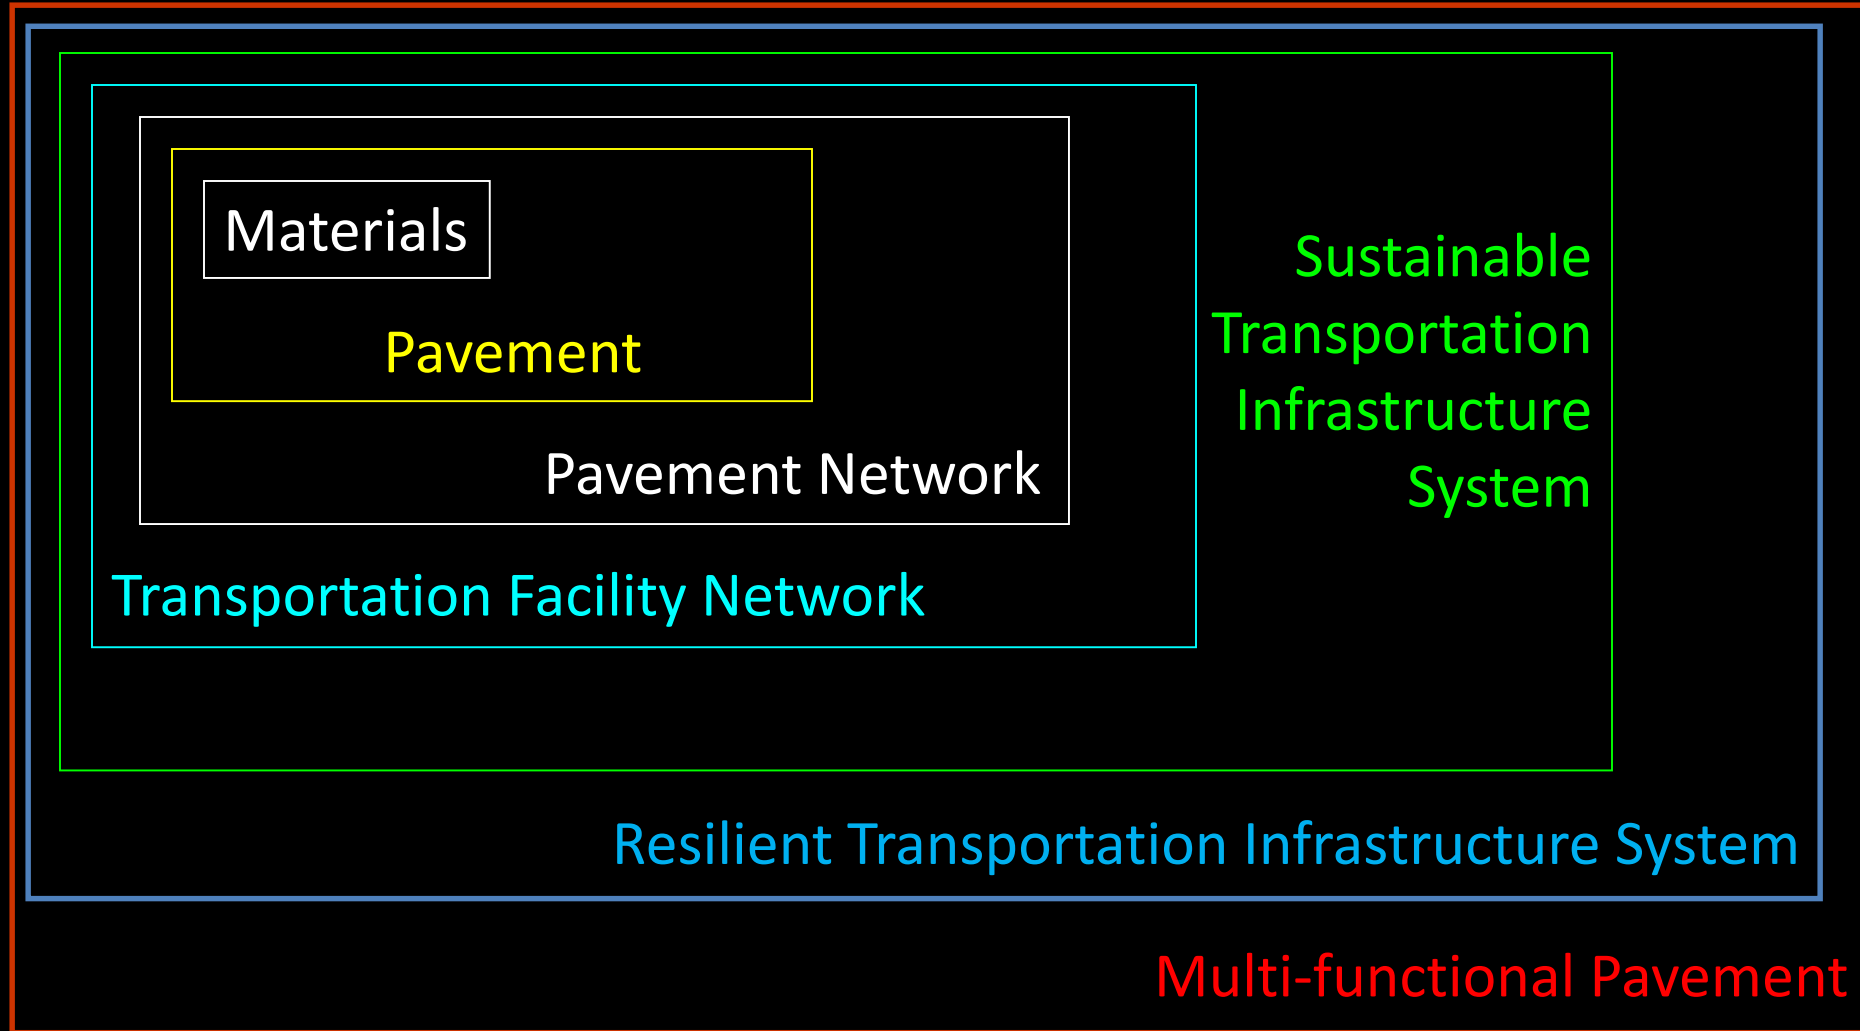 Materials
Pavement
Pavement Network
Transportation Facility Network
Sustainable
Transportation
Infrastructure
System
Resilient Transportation Infrastructure System
Multi-functional Pavement